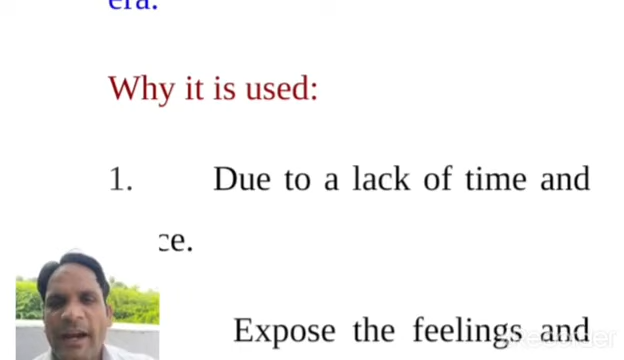 era.
Why it is used:
1. Due to a lack of time and
ce.
Expose the feelings and